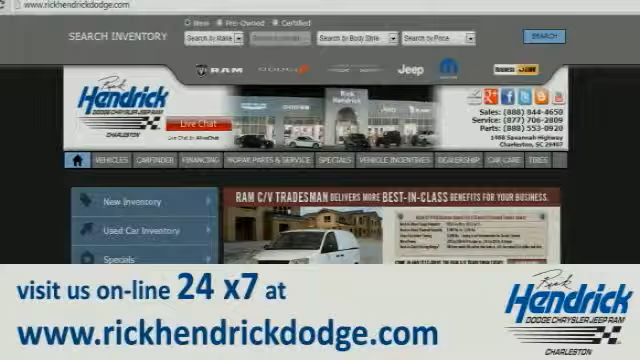 www.rickhendrickdodge.com
New Pre-Owned Certified
SEARCH INVENTORY
Search by Make
Search by Body Style
Search by Price
SEARCH
RAM
Jeep
Rick
Hendrick
DODGE CHRYSLER JEEP RAM
CHARLESTON
Live Chat
Rick
Hendrick
Sales: (888) 844-4650
Service: (877) 706-2809
Parts: (888) 553-0920
1468 Savannah Highway
Charleston, SC 29407
VEHICLES
CARFINDER
FINANCING
MOPAR PARTS & SERVICE
SPECIALS
VEHICLE INCENTIVES
DEALERSHIP
CAR CARE
TIRES
New Inventory
Used Car Inventory
Specials
RAM C/V TRADESMAN DELIVERS MORE BEST-IN-CLASS BENEFITS FOR YOUR BUSINESS.
visit us on-line 24 x7 at
www.rickhendrickdodge.com
Rick
Hendrick
DODGE CHRYSLER JEEP RAM
CHARLESTON